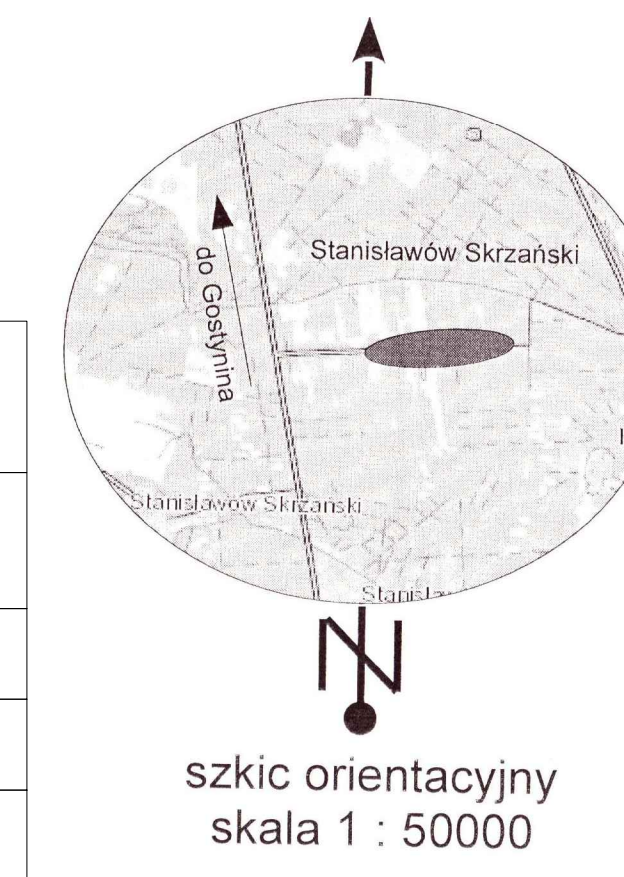 Stanisławów Skrzański
do Gostynina
Stanisławów Skrzański
N
szkic orientacyjny
skala 1 : 50000